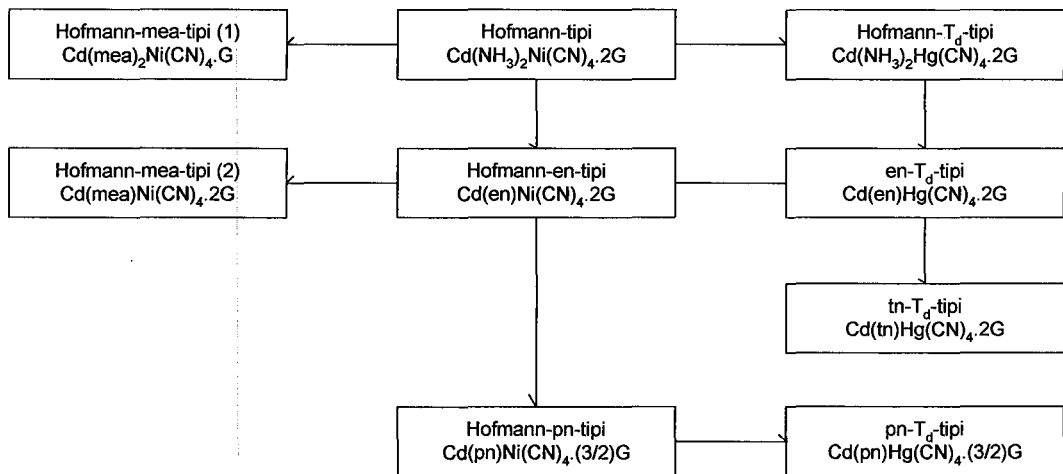 Hofmann-mea-tipi (1)
Cd(mea)₂Ni(CN)₄.G
Hofmann-tipi
Cd(NH₃)₂Ni(CN)₄.2G
Hofmann-T_d-tipi
Cd(NH₃)₂Hg(CN)₄.2G
Hofmann-mea-tipi (2)
Cd(mea)Ni(CN)₄.2G
Hofmann-en-tipi
Cd(en)Ni(CN)₄.2G
en-T_d-tipi
Cd(en)Hg(CN)₄.2G
tn-T_d-tipi
Cd(tn)Hg(CN)₄.2G
Hofmann-pn-tipi
Cd(pn)Ni(CN)₄.(3/2)G
pn-T_d-tipi
Cd(pn)Hg(CN)₄.(3/2)G